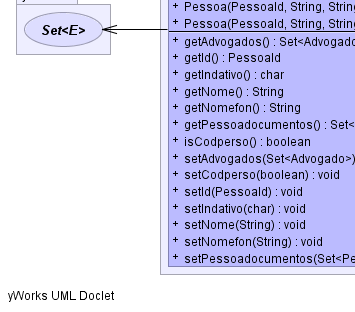 Pessoa(PessoaId, String, Strin
+ Pessoa(PessoaId, String, Strin
Set<E>
+ getAdvogados() : Set<Advogado
+ getId() : PessoaId
+ getIndativo() : char
+ getNome() : String
+ getNomefon() : String
+ getPessoadocumentos() : Set<
+ isCodperso() : boolean
+ setAdvogados(Set<Advogado>)
+ setCodperso(boolean) : void
+ setId(PessoaId) : void
+ setIndativo(char) : void
+ setNome(String) : void
+ setNomefon(String) : void
+ setPessoadocumentos(Set<Pe
yWorks UML Doclet